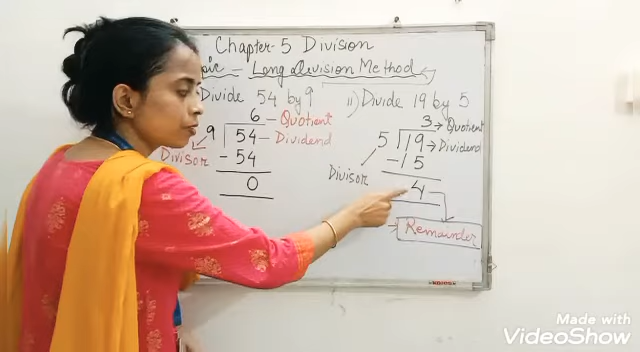 Chapter-5 Division
Topic - Long Division Method
Divide 54 by 9
6 - Quotient
9 54 - Dividend
Divisor
- 54
0
ii) Divide 19 by 5
3 → Quotient
5 19 → Dividend
- 15
Divisor
4
Remainder
Made with
VideoShow